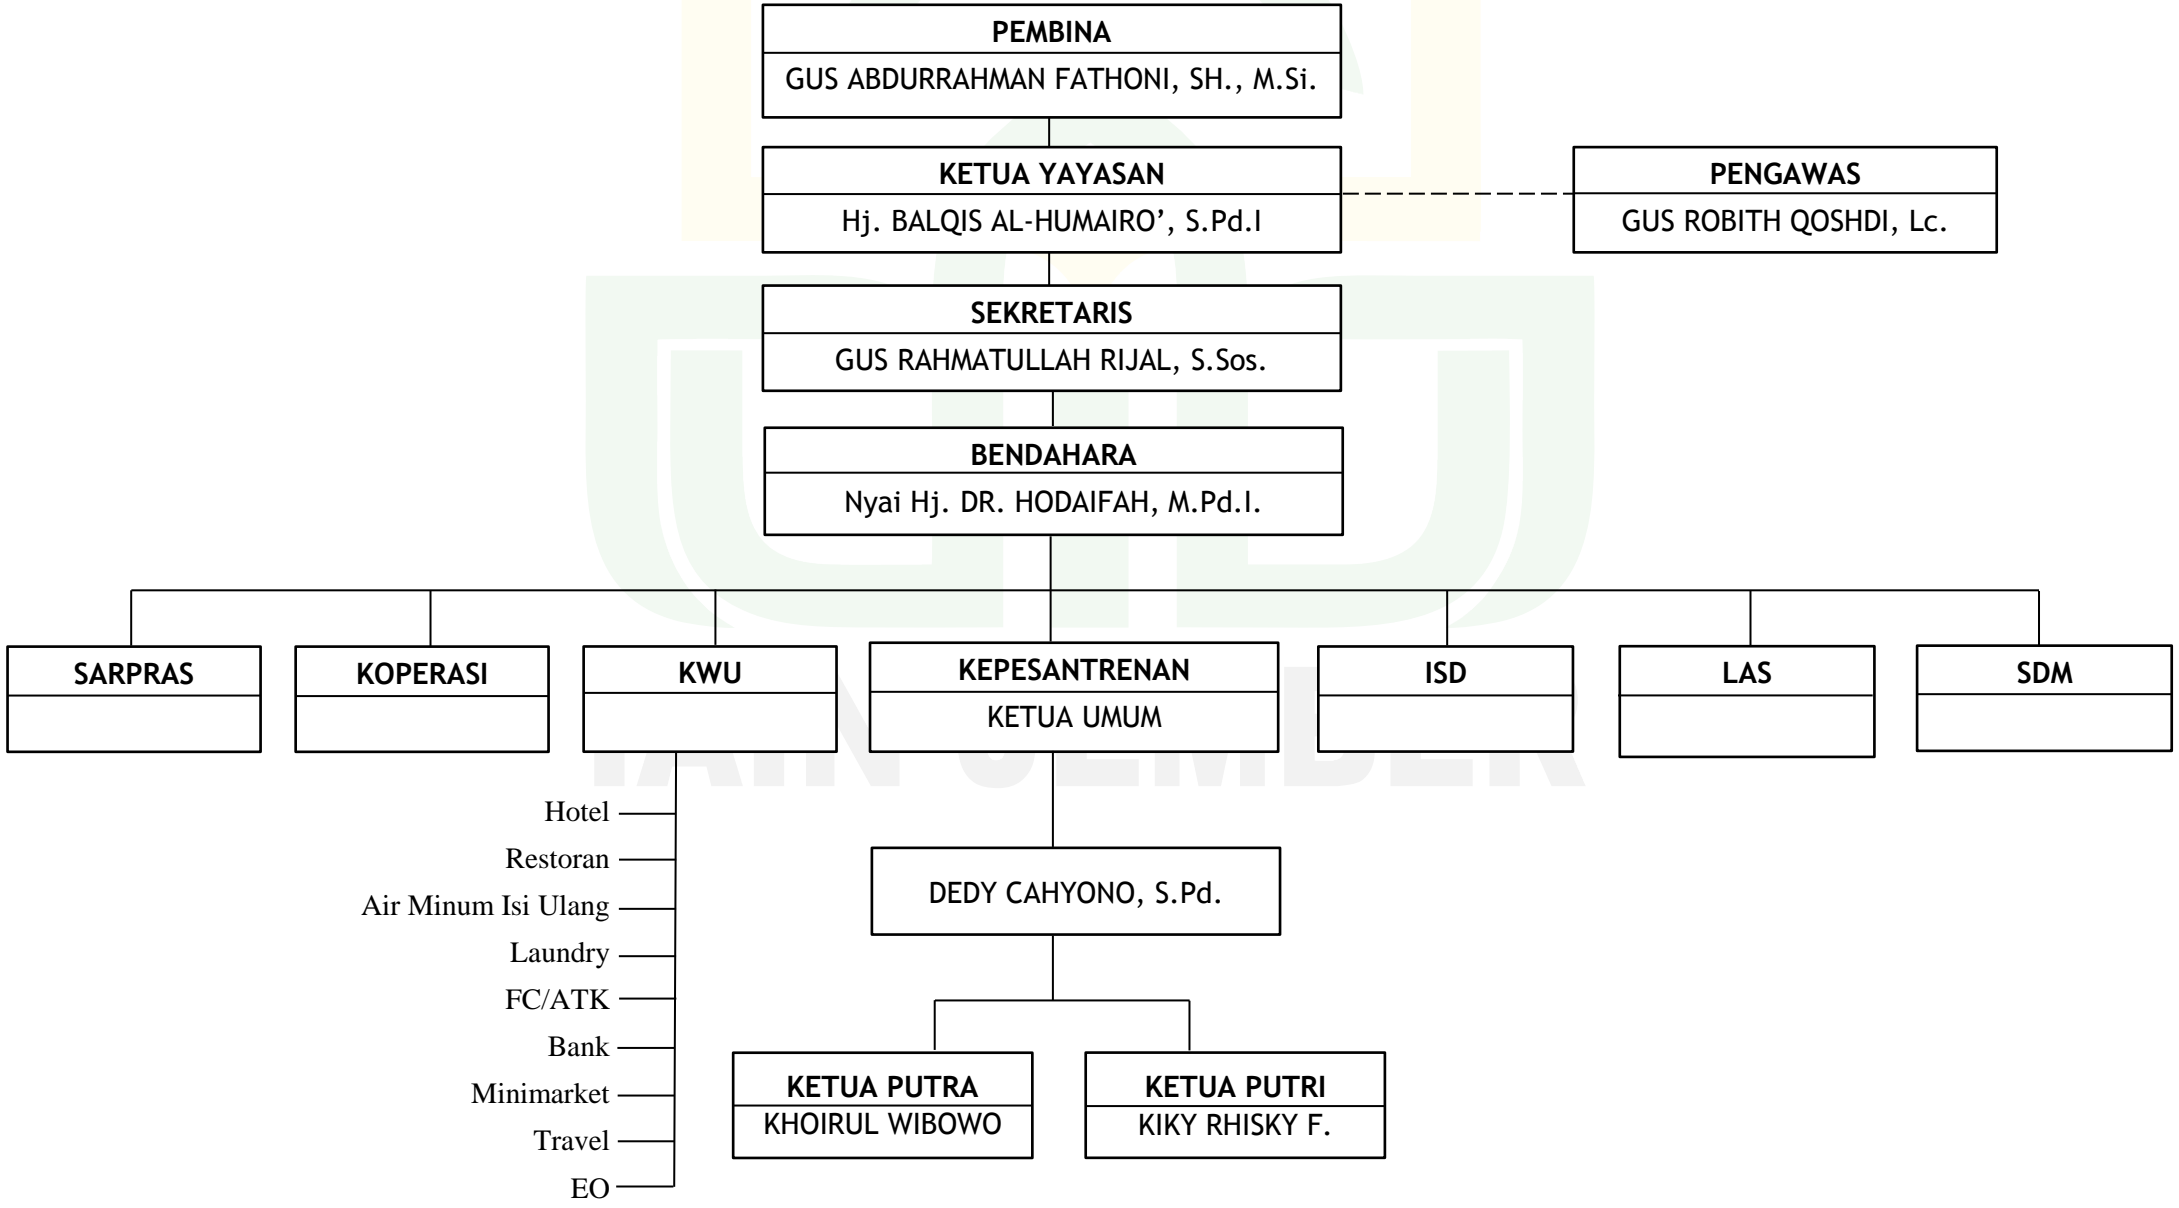 PEMBINA
GUS ABDURRAHMAN FATHONI, SH., M.Si.
KETUA YAYASAN
Hj. BALQIS AL-HUMAIRO’, S.Pd.I
PENGAWAS
GUS ROBITH QOSHDI, Lc.
SEKRETARIS
GUS RAHMATULLAH RIJAL, S.Sos.
BENDAHARA
Nyai Hj. DR. HODAIFAH, M.Pd.I.
SARPRAS
KOPERASI
KWU
KEPESANTRENAN
KETUA UMUM
ISD
LAS
SDM
IAIN JEMBER
Hotel
Restoran
Air Minum Isi Ulang
Laundry
FC/ATK
Bank
Minimarket
Travel
EO
DEDY CAHYONO, S.Pd.
KETUA PUTRA
KHOIRUL WIBOWO
KETUA PUTRI
KIKY RHISKY F.